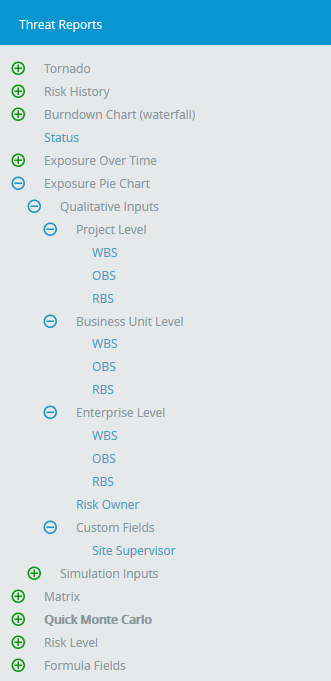 Threat Reports
Tornado
Risk History
Burndown Chart (waterfall)
Status
Exposure Over Time
Exposure Pie Chart
Qualitative Inputs
Project Level
WBS
OBS
RBS
Business Unit Level
WBS
OBS
RBS
Enterprise Level
WBS
OBS
RBS
Risk Owner
Custom Fields
Site Supervisor
Simulation Inputs
Matrix
Quick Monte Carlo
Risk Level
Formula Fields